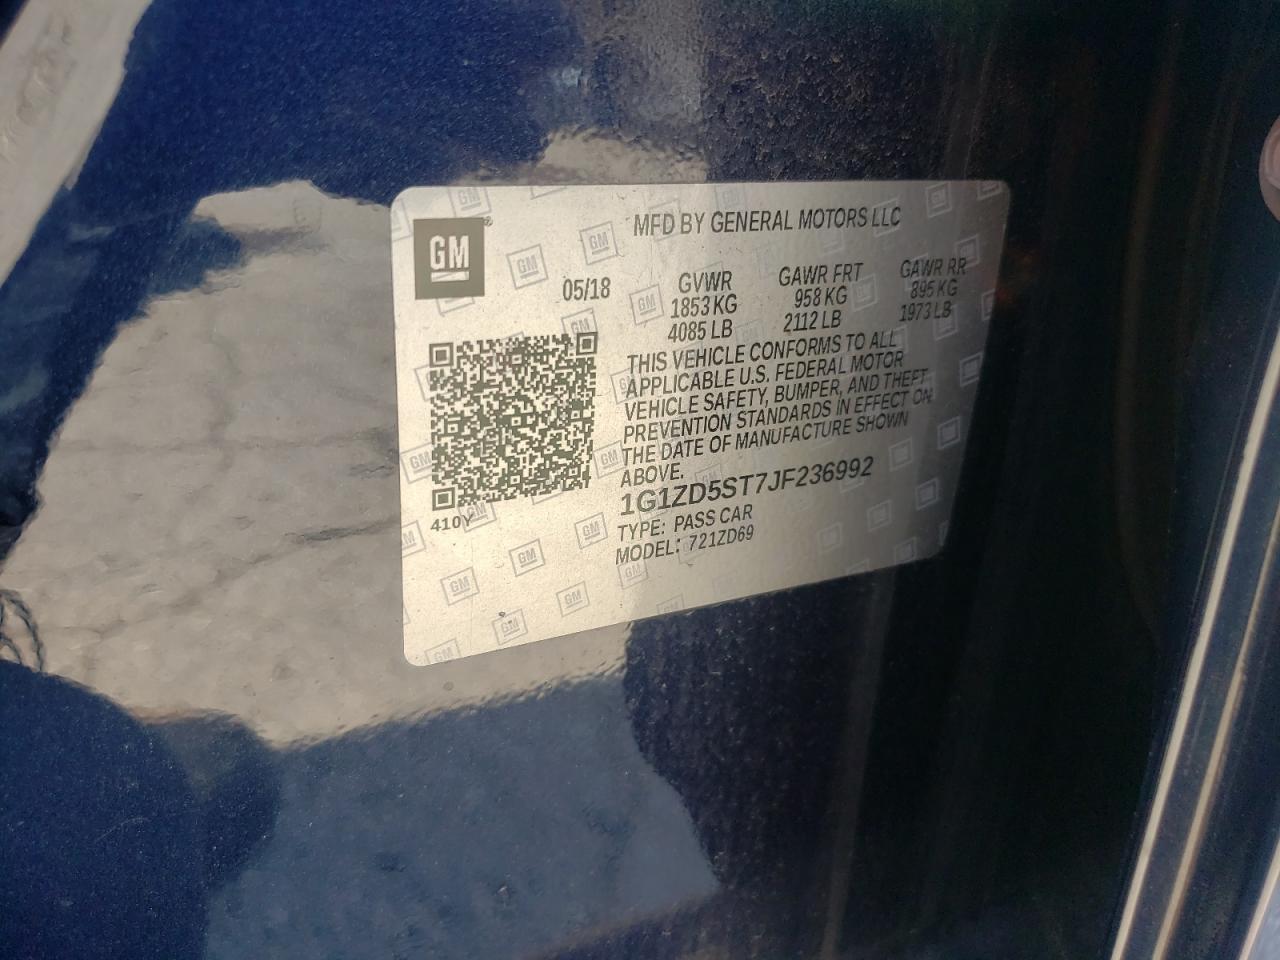 GM
®
MFD BY GENERAL MOTORS LLC
05/18
GVWR GAWR FRT GAWR RR
1853 KG 958 KG 895 KG
4085 LB 2112 LB 1973 LB
THIS VEHICLE CONFORMS TO ALL
APPLICABLE U.S. FEDERAL MOTOR
VEHICLE SAFETY, BUMPER, AND THEFT
PREVENTION STANDARDS IN EFFECT ON
THE DATE OF MANUFACTURE SHOWN
ABOVE.
1G1ZD5ST7JF236992
TYPE: PASS CAR
MODEL: 721ZD69
410Y